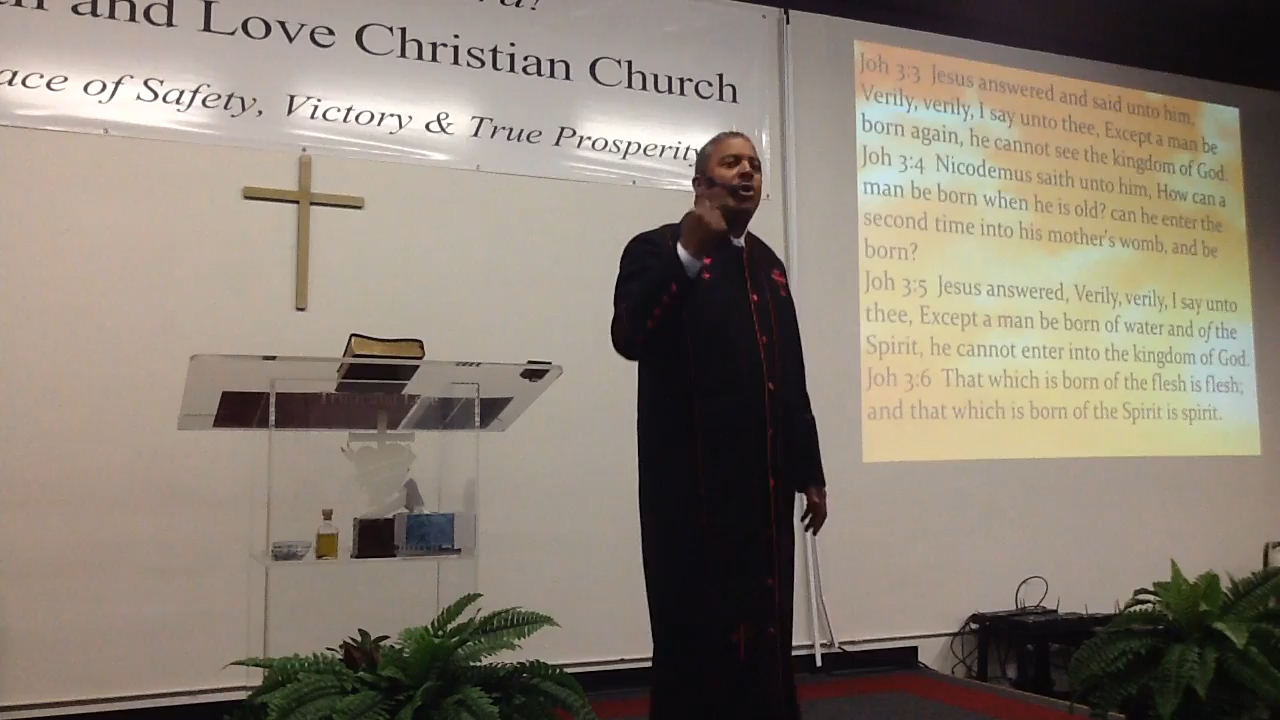 and Love Christian Church
ace of Safety, Victory & True Prosperity
Joh 3:3 Jesus answered and said unto him,
Verily, verily, I say unto thee, Except a man be
born again, he cannot see the kingdom of God.
Joh 3:4 Nicodemus saith unto him, How can a
man be born when he is old? can he enter the
second time into his mother's womb, and be
born?
Joh 3:5 Jesus answered, Verily, verily, I say unto
thee, Except a man be born of water and of the
Spirit, he cannot enter into the kingdom of God.
Joh 3:6 That which is born of the flesh is flesh;
and that which is born of the Spirit is spirit.